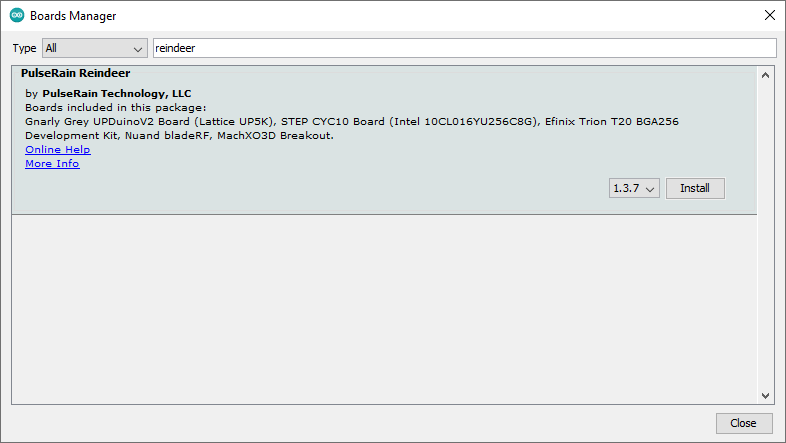 Boards Manager
Type All reindeer
PulseRain Reindeer
by PulseRain Technology, LLC
Boards included in this package:
Gnarly Grey UPDuinoV2 Board (Lattice UP5K), STEP CYC10 Board (Intel 10CL016YU256C8G), Efinix Trion T20 BGA256
Development Kit, Nuand bladeRF, MachXO3D Breakout.
Online Help
More Info
1.3.7 Install
Close